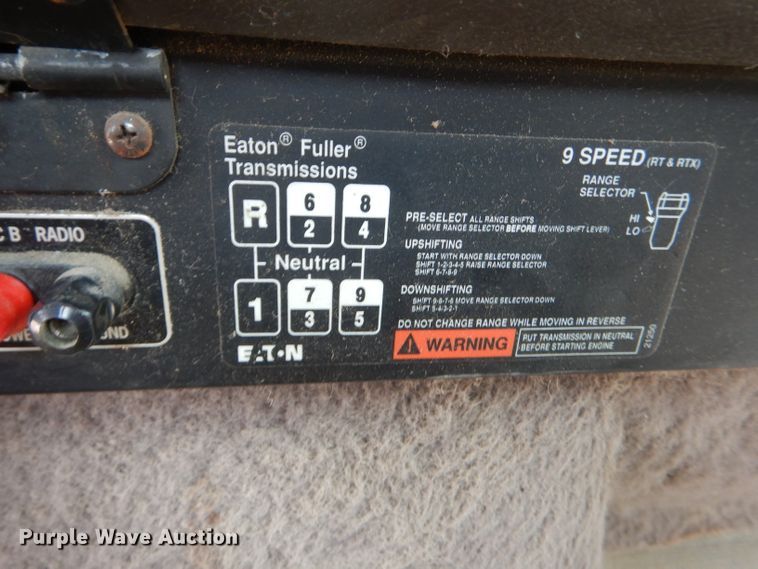 Eaton® Fuller®
Transmissions
9 SPEED (RT & RTX)
RANGE
SELECTOR
HI
LO
R
6
2
8
4
Neutral
1
7
3
9
5
EATON
PRE-SELECT ALL RANGE SHIFTS
(MOVE RANGE SELECTOR BEFORE MOVING SHIFT LEVER)
UPSHIFTING
START WITH RANGE SELECTOR DOWN
SHIFT 1-2-3-4-5 RAISE RANGE SELECTOR
SHIFT 6-7-8-9
DOWNSHIFTING
SHIFT 9-8-7-6 MOVE RANGE SELECTOR DOWN
SHIFT 5-4-3-2-1
DO NOT CHANGE RANGE WHILE MOVING IN REVERSE
WARNING
PUT TRANSMISSION IN NEUTRAL
BEFORE STARTING ENGINE
21250
C B RADIO
Purple Wave Auction